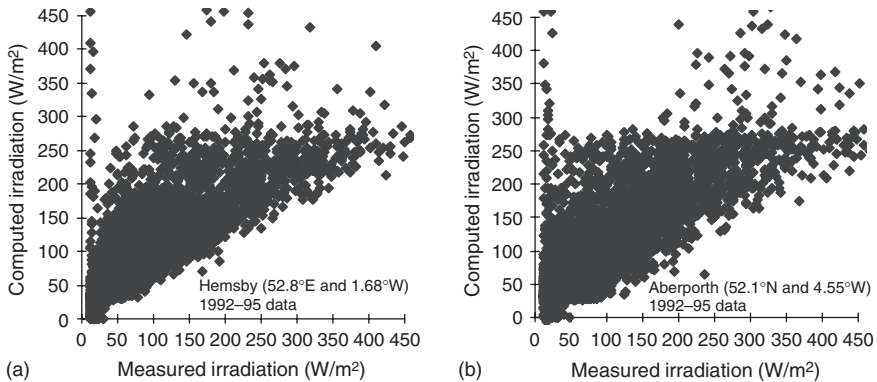 Computed irradiation (W/m²)
450
400
350
300
250
200
150
100
50
0
0 50 100 150 200 250 300 350 400 450
Hemsby (52.8°E and 1.68°W)
1992–95 data
(a)
Measured irradiation (W/m²)
Computed irradiation (W/m²)
450
400
350
300
250
200
150
100
50
0
0 50 100 150 200 250 300 350 400 450
Aberporth (52.1°N and 4.55°W)
1992–95 data
(b)
Measured irradiation (W/m²)